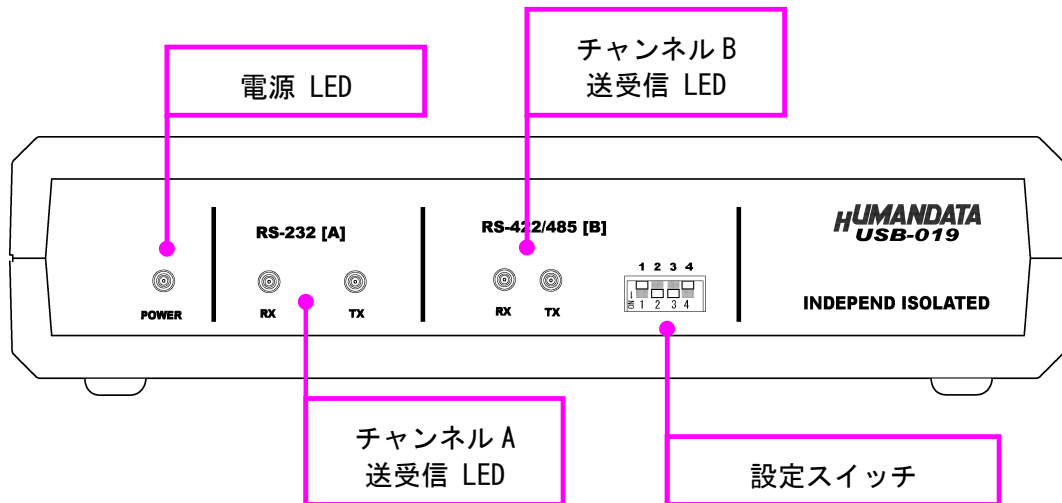 電源 LED
チャンネル B
送受信 LED
RS-232 [A]
RS-422/485 [B]
HUMANDATA
USB-019
POWER
RX
TX
RX
TX
1 2 3 4
ON
1 2 3 4
INDEPEND ISOLATED
チャンネル A
送受信 LED
設定スイッチ